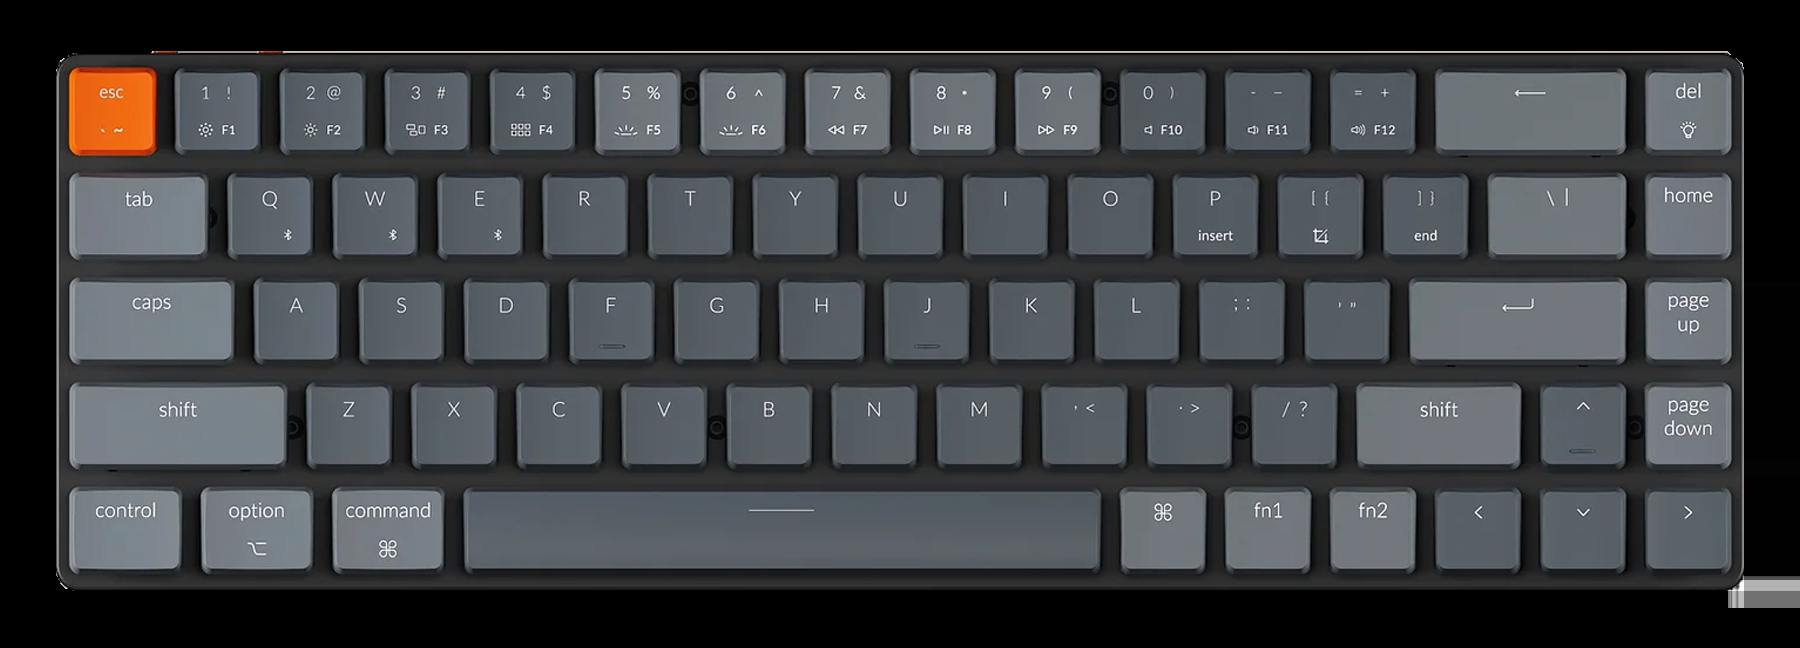 esc 1 ! 2 @ 3 # 4 $ 5 % 6 ^ 7 & 8 * 9 ( 0 ) - – = + ← del
` ~ F1 F2 F3 F4 F5 F6 F7 F8 F9 F10 F11 F12
tab Q W E R T Y U I O P [ { ] } \ | home
insert end
caps A S D F G H J K L ; : ' " page
up
shift Z X C V B N M , < . > / ? shift ^ page
down
control option command ⌘ fn1 fn2 < ⌄ >
⌥ ⌘